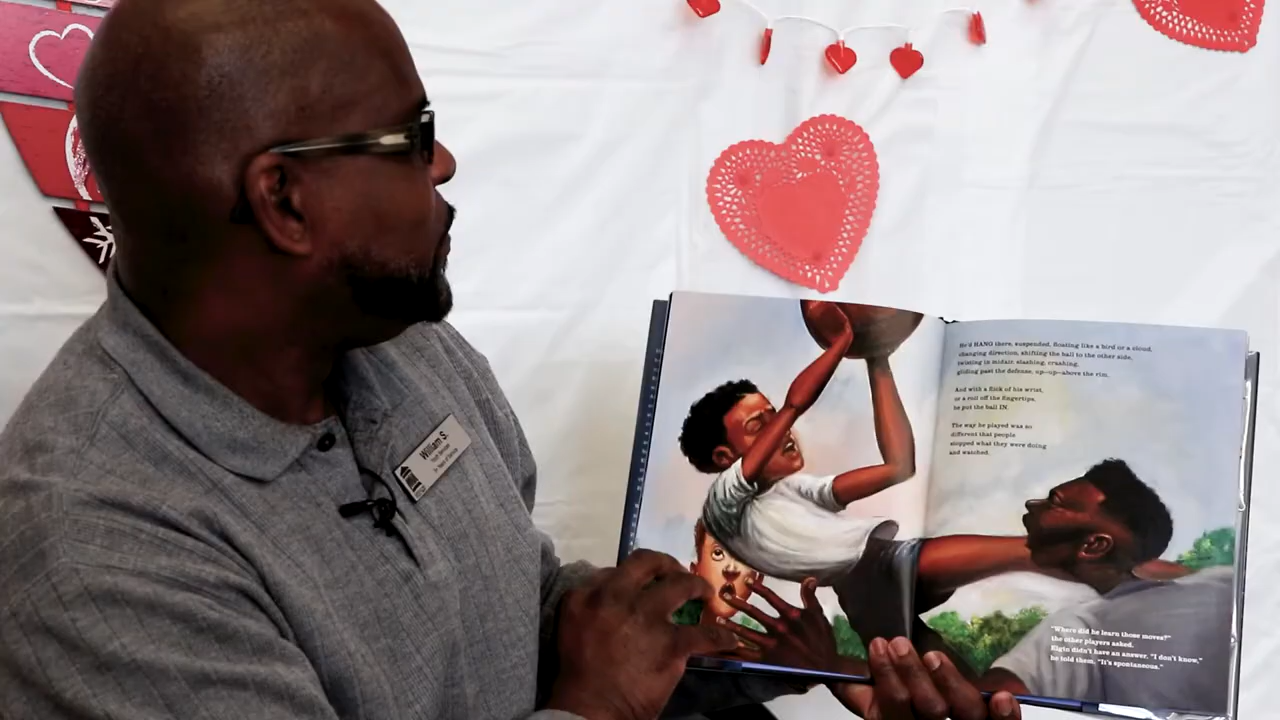 William S.
He'd HANG there, suspended, floating like a bird or a cloud,
changing direction, shifting the ball to the other side,
twisting in midair, slashing, crashing,
gliding past the defense, up—up—above the rim.
And with a flick of his wrist,
or a roll off the fingertips,
he put the ball IN.
The way he played was so
different that people
stopped what they were doing
and watched.
"Where did he learn those moves?"
the other players asked.
Elgin didn't have an answer. "I don't know,"
he told them. "It's spontaneous."